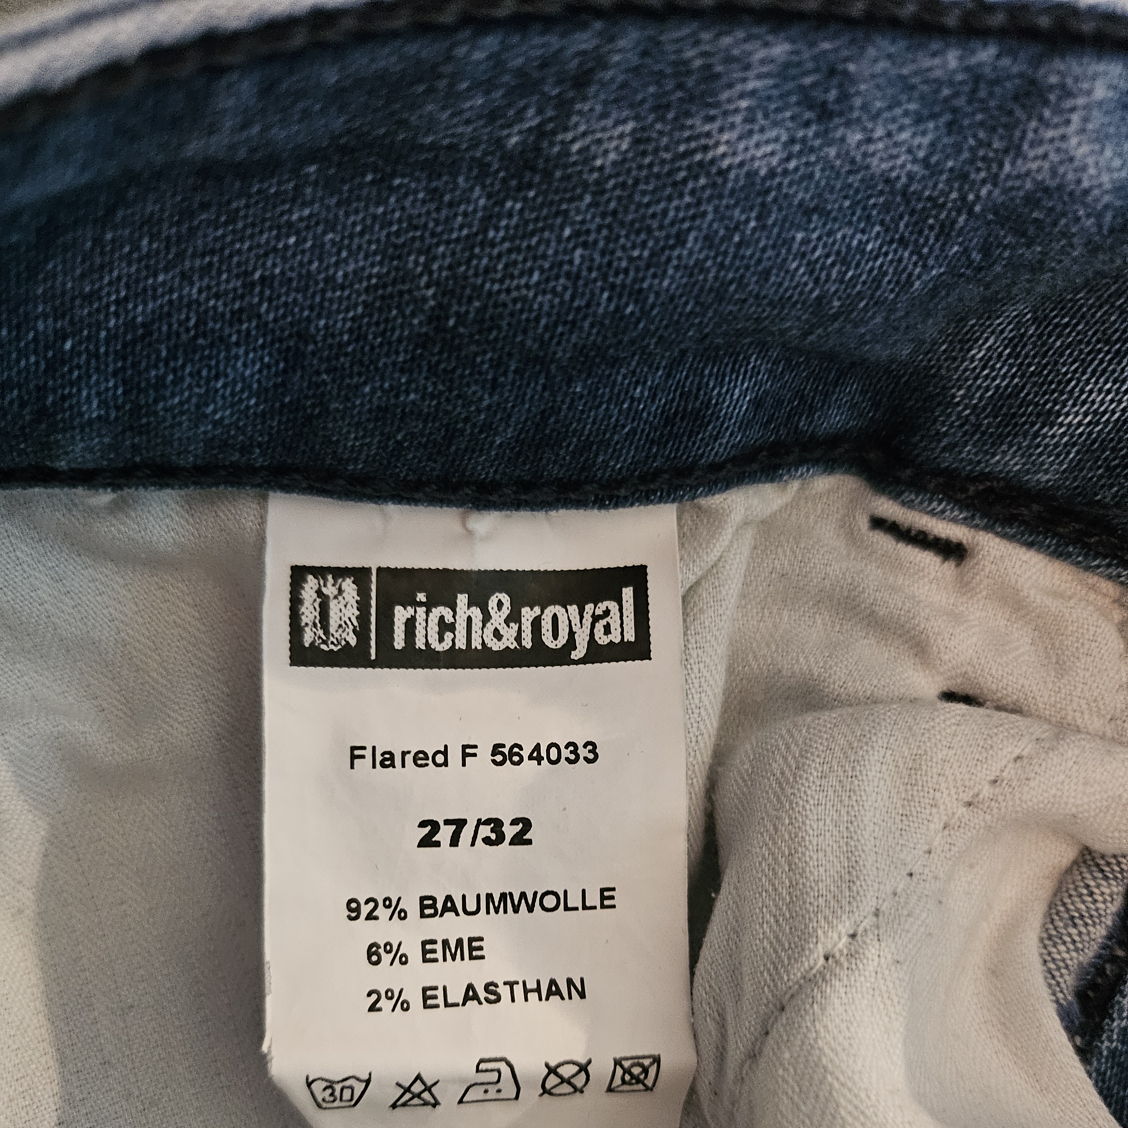 rich&royal
Flared F 564033
27/32
92% BAUMWOLLE
6% EME
2% ELASTHAN
30